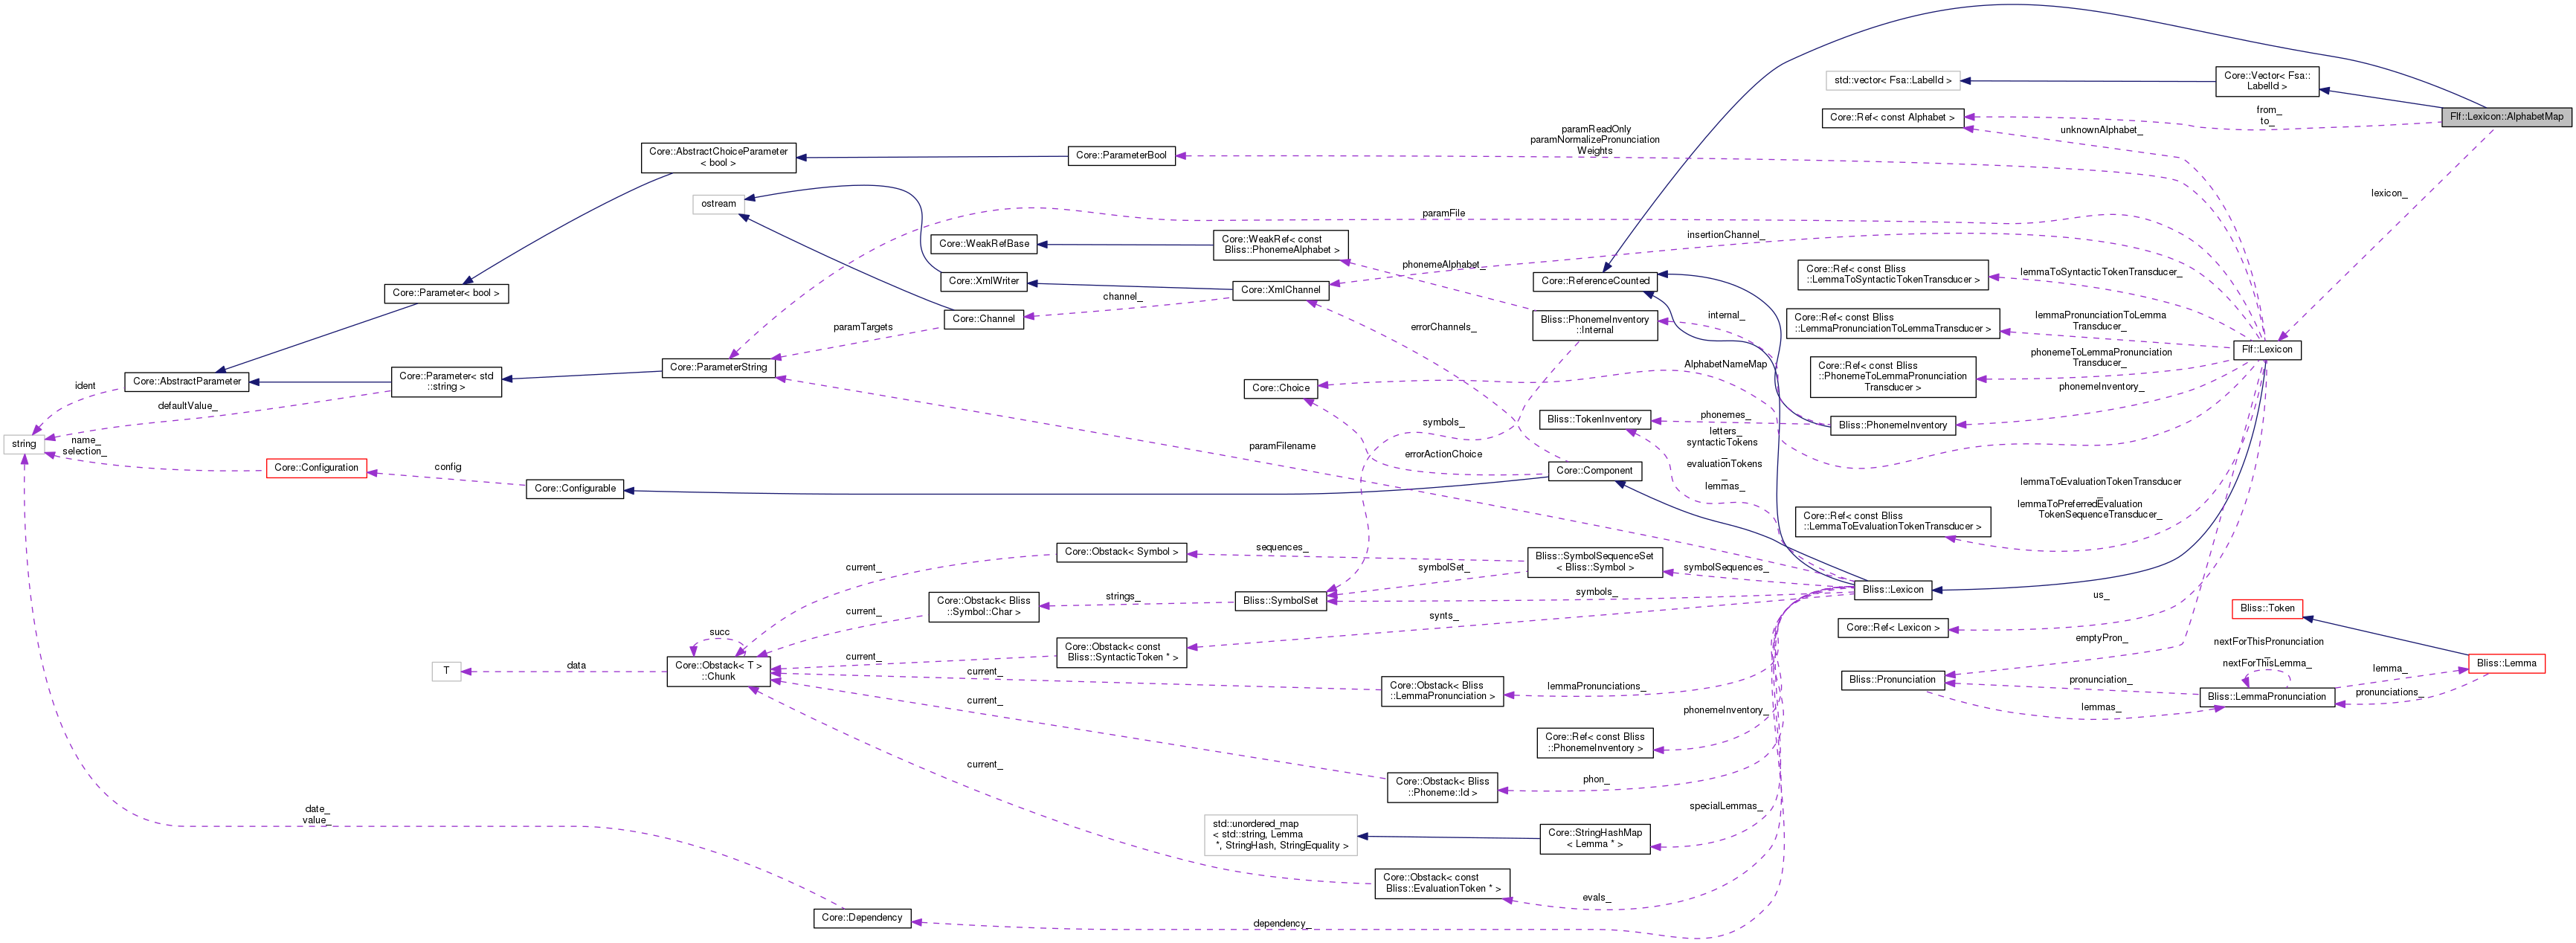 std::vector< Fsa::LabelId >
Core::Vector< Fsa::
LabelId >
Flf::Lexicon::AlphabetMap
Core::Ref< const Alphabet >
from_
to_
unknownAlphabet_
lexicon_
paramReadOnly
paramNormalizePronunciation
Weights
Core::AbstractChoiceParameter
< bool >
Core::ParameterBool
ostream
paramFile
Core::WeakRefBase
Core::WeakRef< const
Bliss::PhonemeAlphabet >
insertionChannel_
phonemeAlphabet_
Core::XmlWriter
Core::ReferenceCounted
Core::Ref< const Bliss
::LemmaToSyntacticTokenTransducer >
lemmaToSyntacticTokenTransducer_
Core::Parameter< bool >
Core::XmlChannel
channel_
Core::Channel
paramTargets
errorChannels_
Bliss::PhonemeInventory
::Internal
internal_
Core::Ref< const Bliss
::LemmaPronunciationToLemmaTransducer >
lemmaPronunciationToLemma
Transducer_
Flf::Lexicon
Core::ParameterString
AlphabetNameMap
Core::Ref< const Bliss
::PhonemeToLemmaPronunciation
Transducer >
phonemeToLemmaPronunciation
Transducer_
phonemeInventory_
Core::AbstractParameter
ident
Core::Parameter< std
::string >
defaultValue_
Core::Choice
Bliss::TokenInventory
phonemes_
Bliss::PhonemeInventory
string
name_
selection_
Core::Configuration
config
Core::Configurable
paramFilename
errorActionChoice
symbols_
Core::Component
letters_
syntacticTokens
_
evaluationTokens
_
lemmas_
lemmaToEvaluationTokenTransducer
_
lemmaToPreferredEvaluation
TokenSequenceTransducer_
Core::Ref< const Bliss
::LemmaToEvaluationTokenTransducer >
Core::Obstack< Symbol >
sequences_
Bliss::SymbolSequenceSet
< Bliss::Symbol >
symbolSequences_
symbolSet_
current_
Core::Obstack< Bliss
::Symbol::Char >
strings_
Bliss::SymbolSet
symbols_
Bliss::Lexicon
us_
Core::Ref< Lexicon >
Bliss::Token
current_
synts_
succ
Core::Obstack< const
Bliss::SyntacticToken * >
current_
emptyPron_
nextForThisPronunciation
_
nextForThisLemma_
lemma_
Bliss::Lemma
T
data
Core::Obstack< T >
::Chunk
current_
Core::Obstack< Bliss
::LemmaPronunciation >
lemmaPronunciations_
Bliss::Pronunciation
pronunciation_
Bliss::LemmaPronunciation
pronunciations_
lemmas_
current_
phonemeInventory_
Core::Ref< const Bliss
::PhonemeInventory >
current_
Core::Obstack< Bliss
::Phoneme::Id >
phon_
date_
value_
std::unordered_map
< std::string, Lemma
*, StringHash, StringEquality >
Core::StringHashMap
< Lemma * >
specialLemmas_
Core::Obstack< const
Bliss::EvaluationToken * >
evals_
Core::Dependency
dependency_